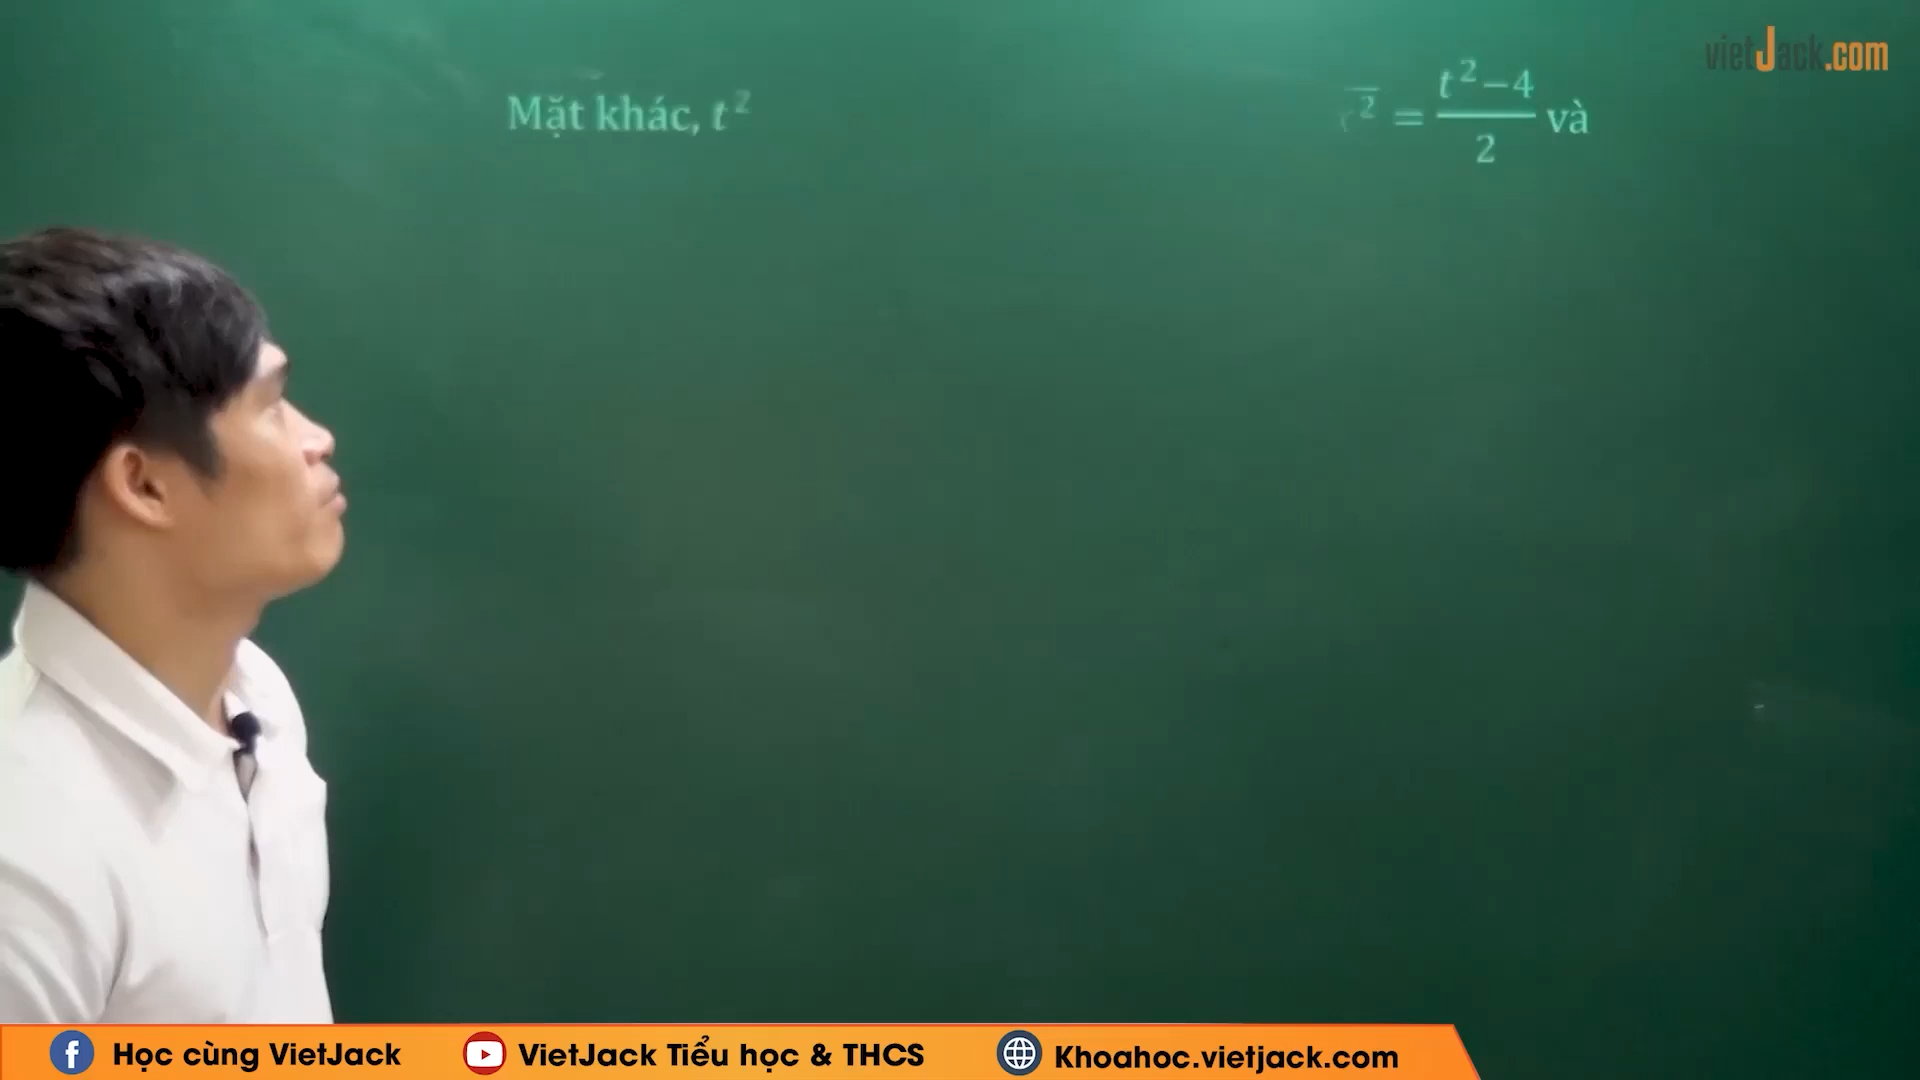 vietJack.com
Mặt khác, t² = \frac{t²-4}{2} và
Học cùng VietJack
VietJack Tiểu học & THCS
Khoahoc.vietjack.com